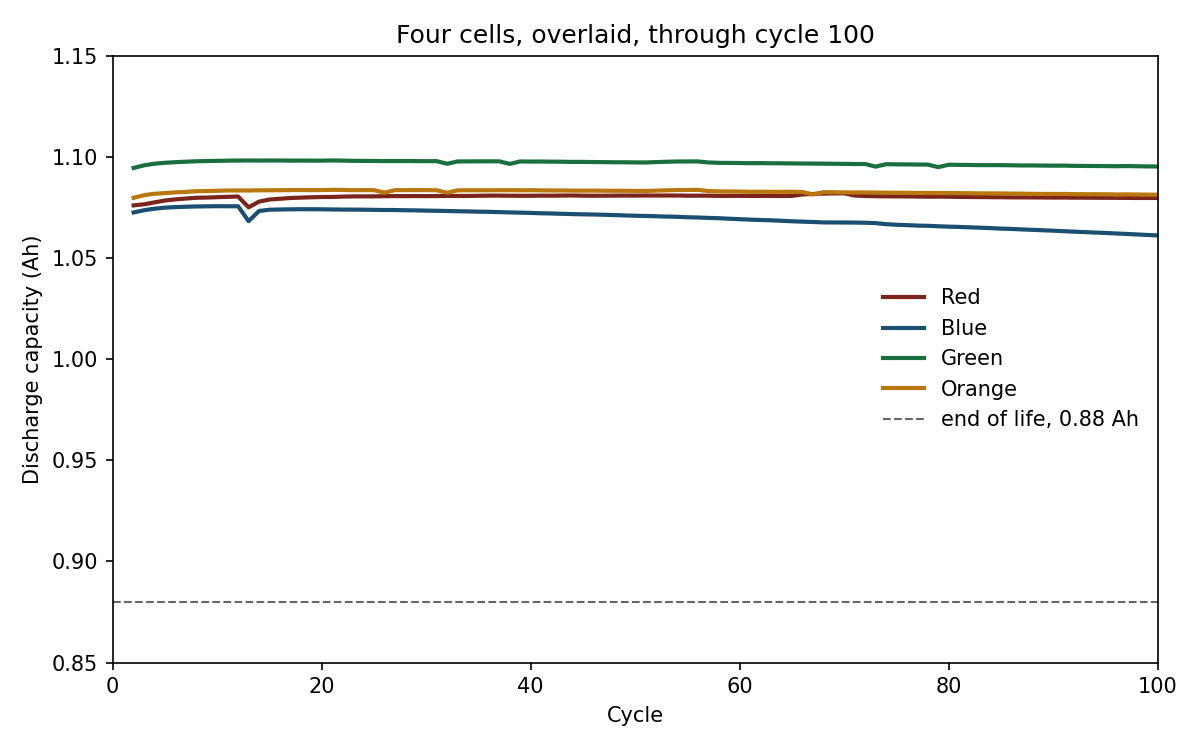 Four cells, overlaid, through cycle 100
Discharge capacity (Ah)
1.15
1.10
1.05
1.00
0.95
0.90
0.85
Red
Blue
Green
Orange
end of life, 0.88 Ah
0 20 40 60 80 100
Cycle